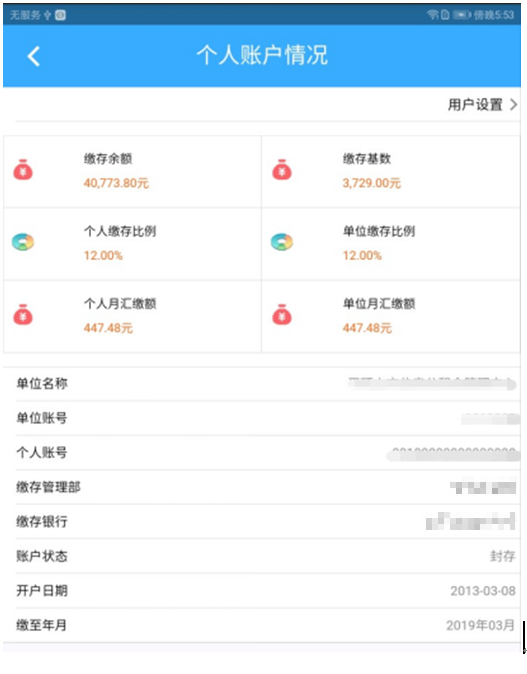 无服务
傍晚5:53
个人账户情况
用户设置
缴存余额
40,773.80元
缴存基数
3,729.00元
个人缴存比例
12.00%
单位缴存比例
12.00%
个人月汇缴额
447.48元
单位月汇缴额
447.48元
单位名称
单位账号
个人账号
缴存管理部
缴存银行
账户状态 封存
开户日期 2013-03-08
缴至年月 2019年03月